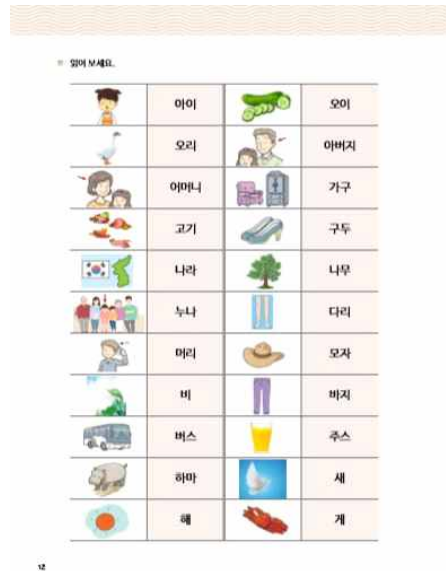 읽어 보세요.
아이 오이
오리 아버지
어머니 가구
고기 구두
나라 나무
누나 다리
머리 모자
비 바지
버스 주스
하마 새
해 게
12